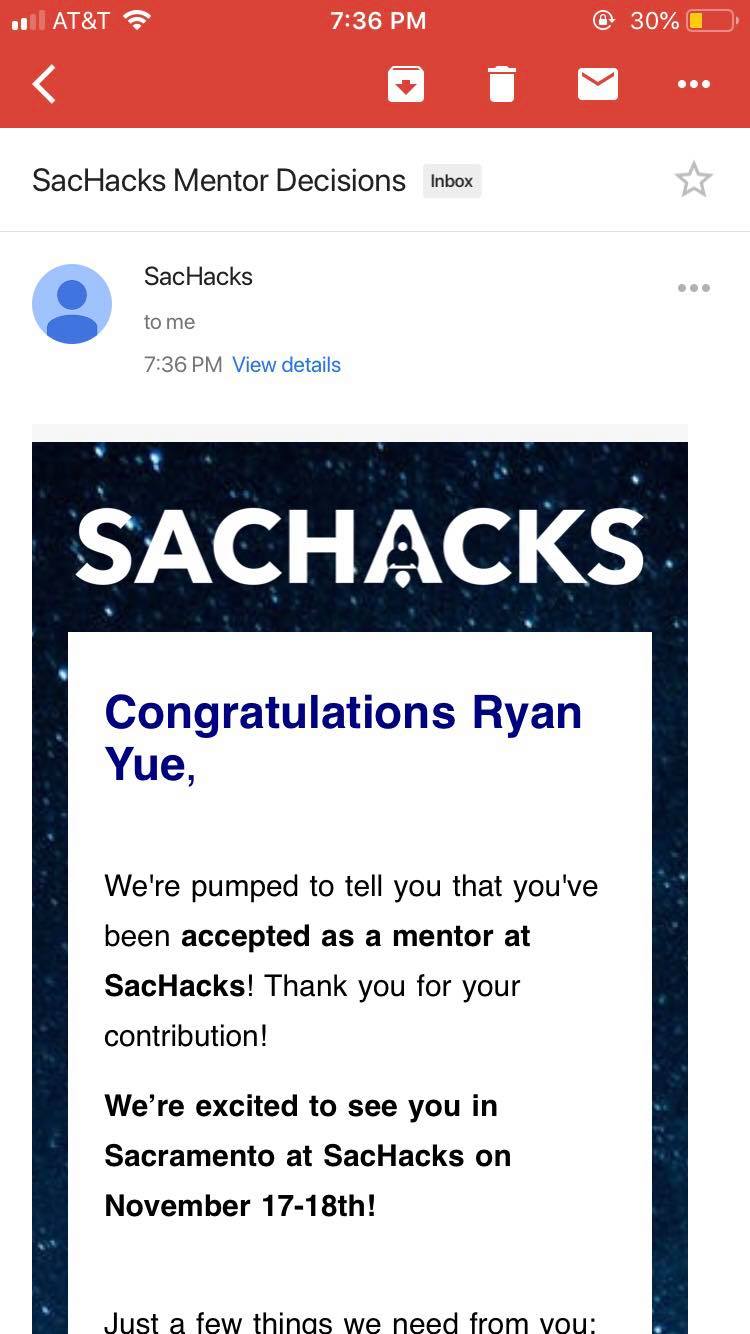 AT&T 7:36 PM 30%
SacHacks Mentor Decisions Inbox
SacHacks
to me
7:36 PM View details
SACHACKS
Congratulations Ryan
Yue,
We're pumped to tell you that you've
been accepted as a mentor at
SacHacks! Thank you for your
contribution!
We’re excited to see you in
Sacramento at SacHacks on
November 17-18th!
Just a few things we need from you: